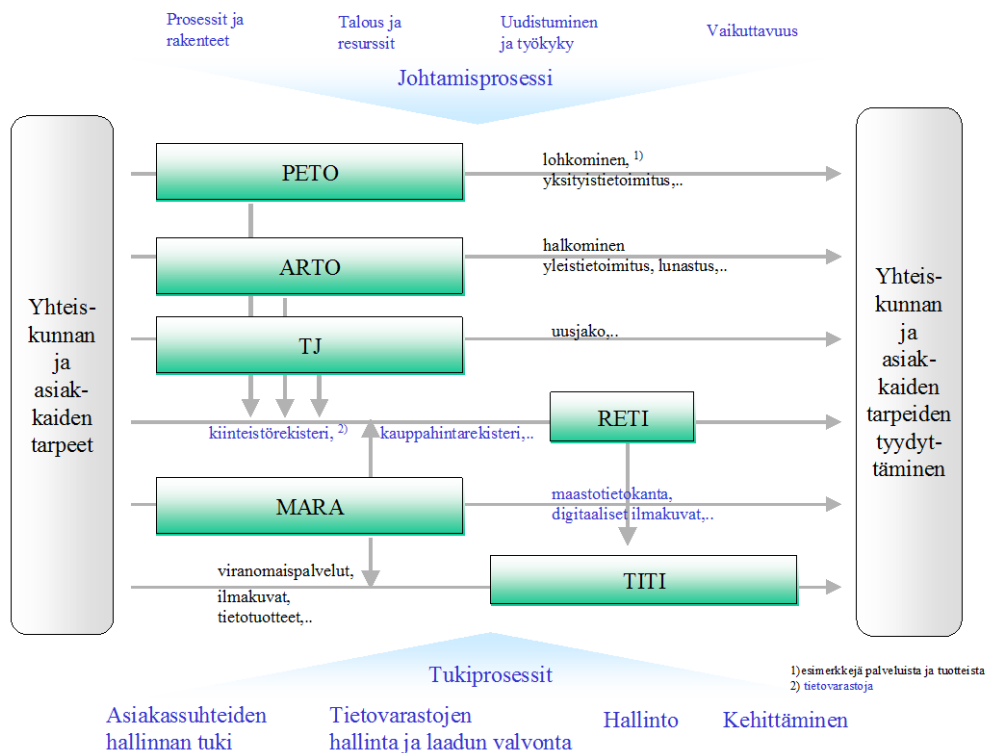 Prosessit ja
rakenteet
Talous ja
resurssit
Uudistuminen
ja työkyky
Vaikuttavuus
Johtamisprosessi
Yhteis-
kunnan
ja
asiak-
kaiden
tarpeet
PETO
lohkominen, 1)
yksityistietoimitus,..
ARTO
halkominen
yleistietoimitus, lunastus,..
TJ
uusjako,..
kiinteistörekisteri, 2)
kauppahintarekisteri,..
RETI
MARA
maastotietokanta,
digitaaliset ilmakuvat,..
viranomaispalvelut,
ilmakuvat,
tietotuotteet,..
TITI
Yhteis-
kunnan
ja
asiak-
kaiden
tarpeiden
tyydyt-
täminen
Tukiprosessit
1) esimerkkejä palveluista ja tuotteista
2) tietovarastoja
Asiakassuhteiden
hallinnan tuki
Tietovarastojen
hallinta ja laadun valvonta
Hallinto
Kehittäminen